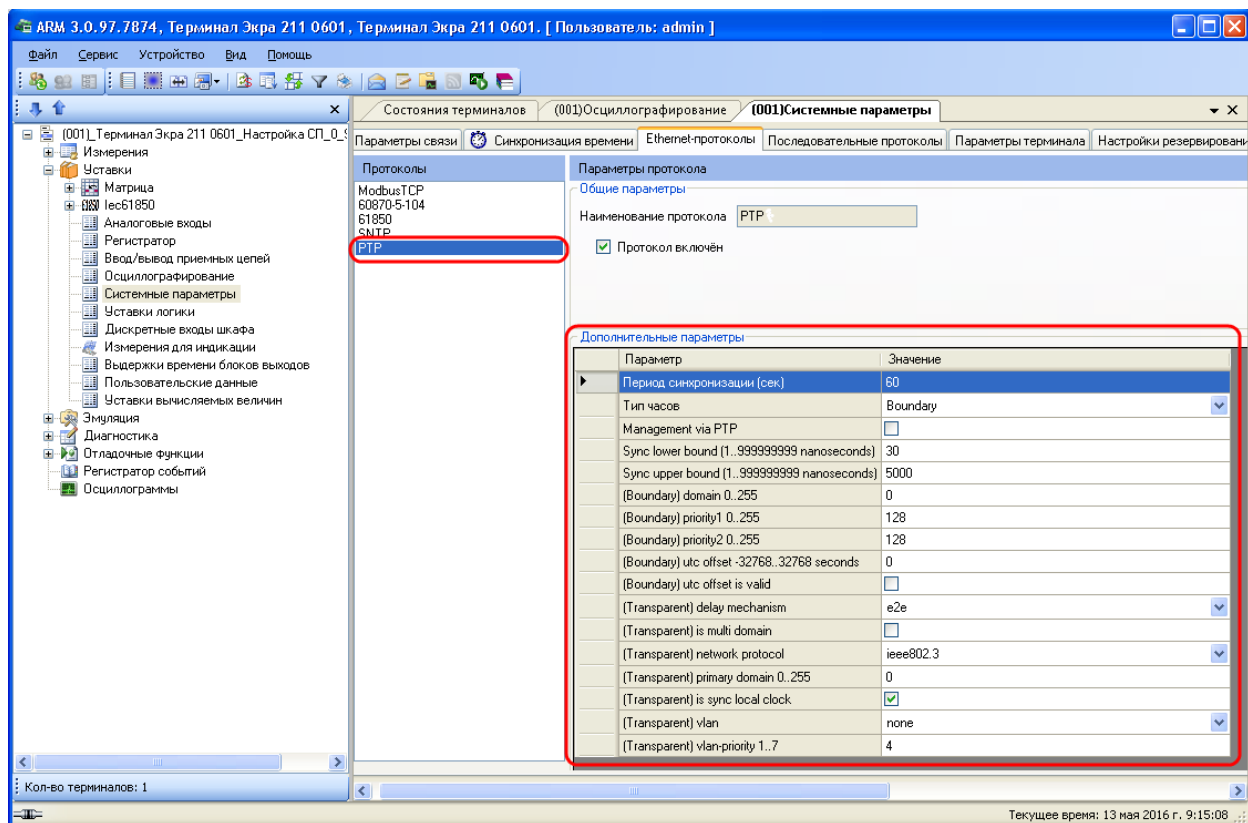 ARM 3.0.97.7874, Терминал Экра 211 0601, Терминал Экра 211 0601. [ Пользователь: admin ]
Файл Сервис Устройство Вид Помощь
Состояния терминалов (001)Осциллографирование (001)Системные параметры
Параметры связи Синхронизация времени Ethernet-протоколы Последовательные протоколы Параметры терминала Настройки резервировани
(001)_Терминал Экра 211 0601_Настройка СП_0_9
Измерения
Уставки
Матрица
Iec61850
Аналоговые входы
Регистратор
Ввод/вывод приемных цепей
Осциллографирование
Системные параметры
Уставки логики
Дискретные входы шкафа
Измерения для индикации
Выдержки времени блоков выходов
Пользовательские данные
Уставки вычисляемых величин
Эмуляция
Диагностика
Отладочные функции
Регистратор событий
Осциллограммы
Кол-во терминалов: 1
Протоколы
ModbusTCP
60870-5-104
61850
SNTP
PTP
Параметры протокола
Общие параметры
Наименование протокола PTP
Протокол включён
Дополнительные параметры
Параметр Значение
Период синхронизации (сек) 60
Тип часов Boundary
Management via PTP
Sync lower bound (1..999999999 nanoseconds) 30
Sync upper bound (1..999999999 nanoseconds) 5000
(Boundary) domain 0..255 0
(Boundary) priority1 0..255 128
(Boundary) priority2 0..255 128
(Boundary) utc offset -32768..32768 seconds 0
(Boundary) utc offset is valid
(Transparent) delay mechanism e2e
(Transparent) is multi domain
(Transparent) network protocol ieee802.3
(Transparent) primary domain 0..255 0
(Transparent) is sync local clock
(Transparent) vlan none
(Transparent) vlan-priority 1..7 4
Текущее время: 13 мая 2016 г. 9:15:08